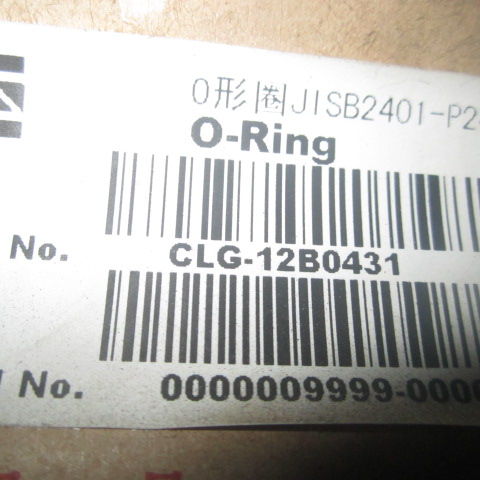 O形圈JISB2401-P2
O-Ring
No. CLG-12B0431
No. 0000009999-000